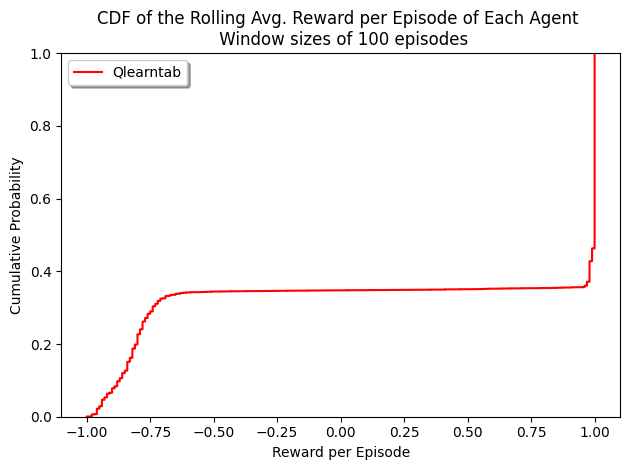 CDF of the Rolling Avg. Reward per Episode of Each Agent
Window sizes of 100 episodes
Qlearntab
Cumulative Probability
1.0
0.8
0.6
0.4
0.2
0.0
−1.00 −0.75 −0.50 −0.25 0.00 0.25 0.50 0.75 1.00
Reward per Episode